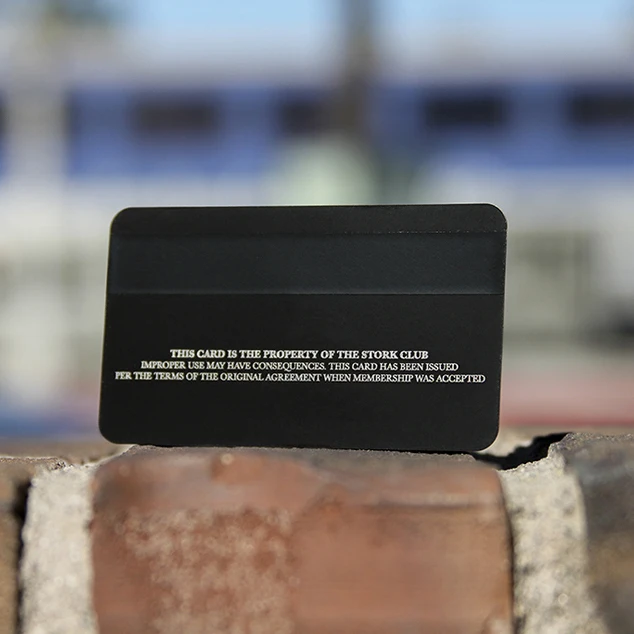 THIS CARD IS THE PROPERTY OF THE STORK CLUB
IMPROPER USE MAY HAVE CONSEQUENCES. THIS CARD HAS BEEN ISSUED
PER THE TERMS OF THE ORIGINAL AGREEMENT WHEN MEMBERSHIP WAS ACCEPTED